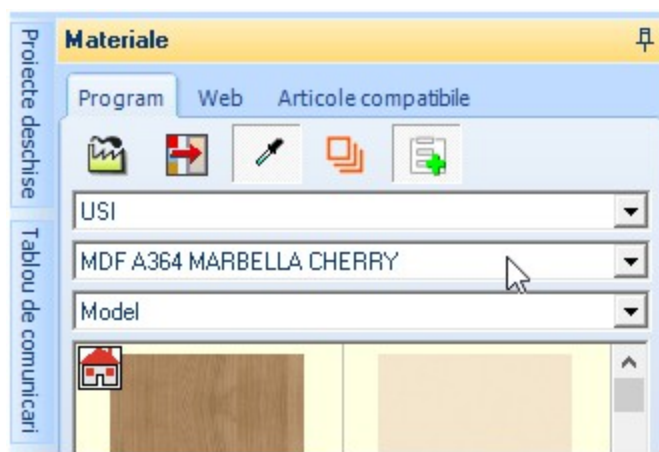 Proiecte deschise
Tablou de comunicari
Materiale
Program Web Articole compatibile
USI
MDF A364 MARBELLA CHERRY
Model